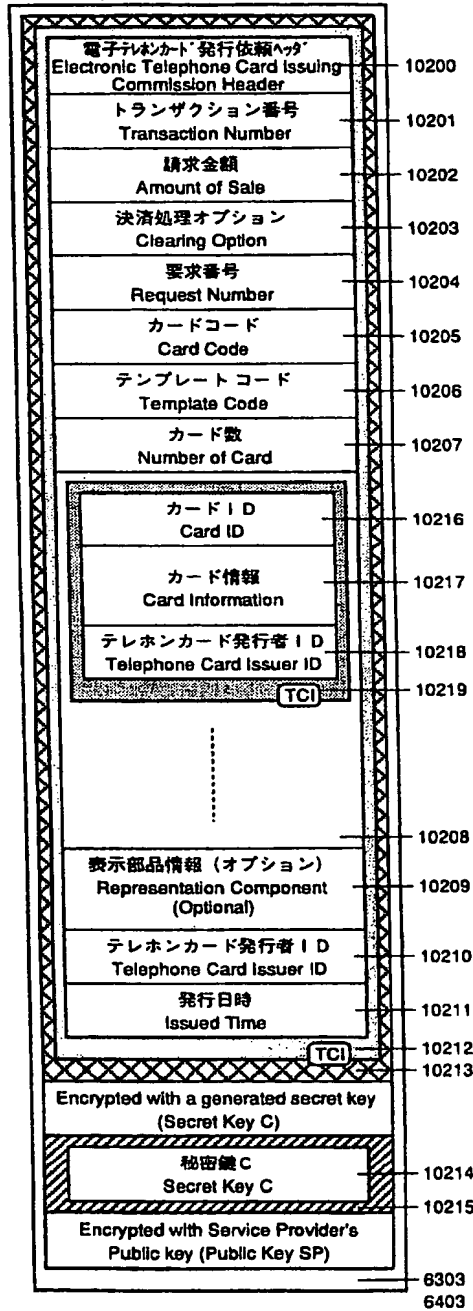 電子テレホンカード発行依頼ヘッダ
Electronic Telephone Card Issuing
Commission Header
10200
トランザクション番号
Transaction Number
10201
請求金額
Amount of Sale
10202
決済処理オプション
Clearing Option
10203
要求番号
Request Number
10204
カードコード
Card Code
10205
テンプレートコード
Template Code
10206
カード数
Number of Card
10207
カードID
Card ID
10216
カード情報
Card Information
10217
テレホンカード発行者ID
Telephone Card Issuer ID
10218
TCI
10219
10208
表示部品情報(オプション)
Representation Component
(Optional)
10209
テレホンカード発行者ID
Telephone Card Issuer ID
10210
発行日時
Issued Time
10211
TCI
10212
10213
Encrypted with a generated secret key
(Secret Key C)
秘密鍵C
Secret Key C
10214
10215
Encrypted with Service Provider's
Public key (Public Key SP)
6303
6403